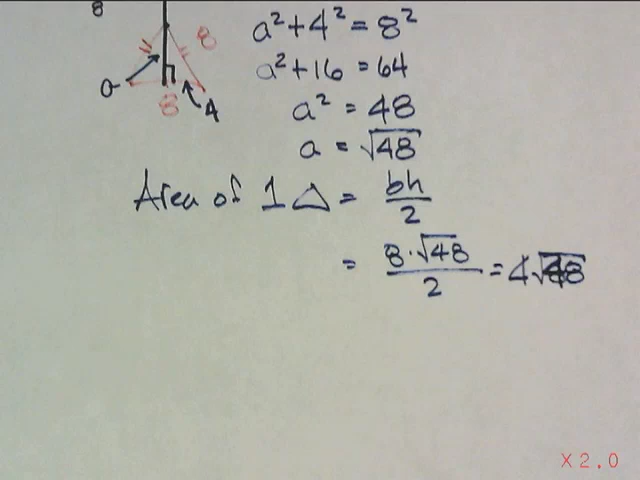 8
a² + 4² = 8²
8
a² + 16 = 64
a
8
4
a² = 48
a = √48
Area of 1 △ = bh/2
= 8·√48/2 = 4√48
X2.0